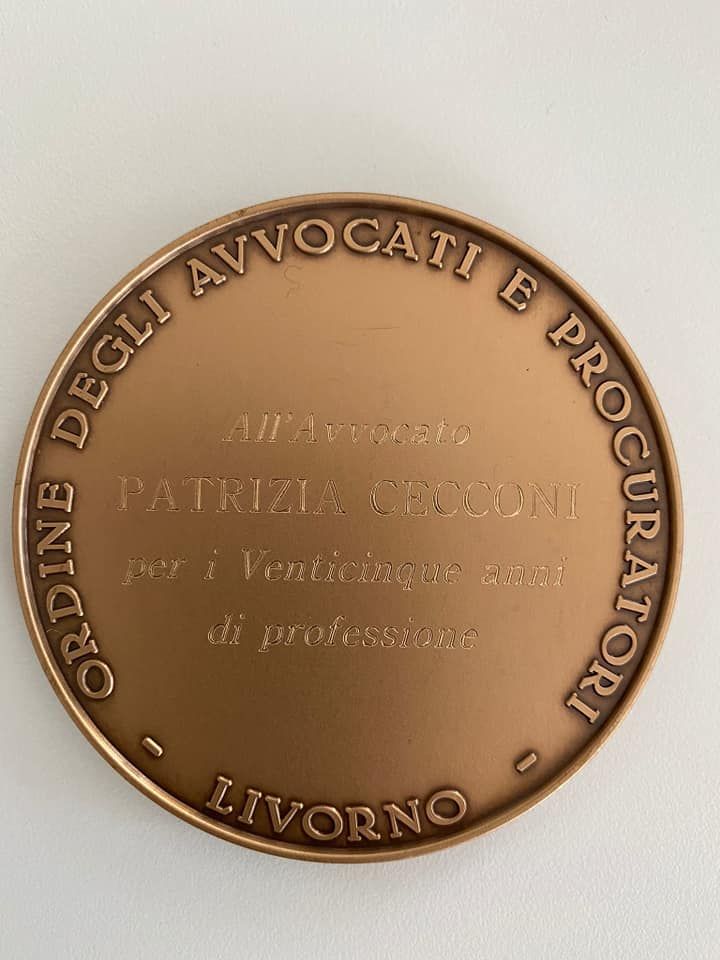 ORDINE DEGLI AVVOCATI E PROCURATORI
All'Avvocato
PATRIZIA CECCONI
per i Venticinque anni
di professione
- LIVORNO -